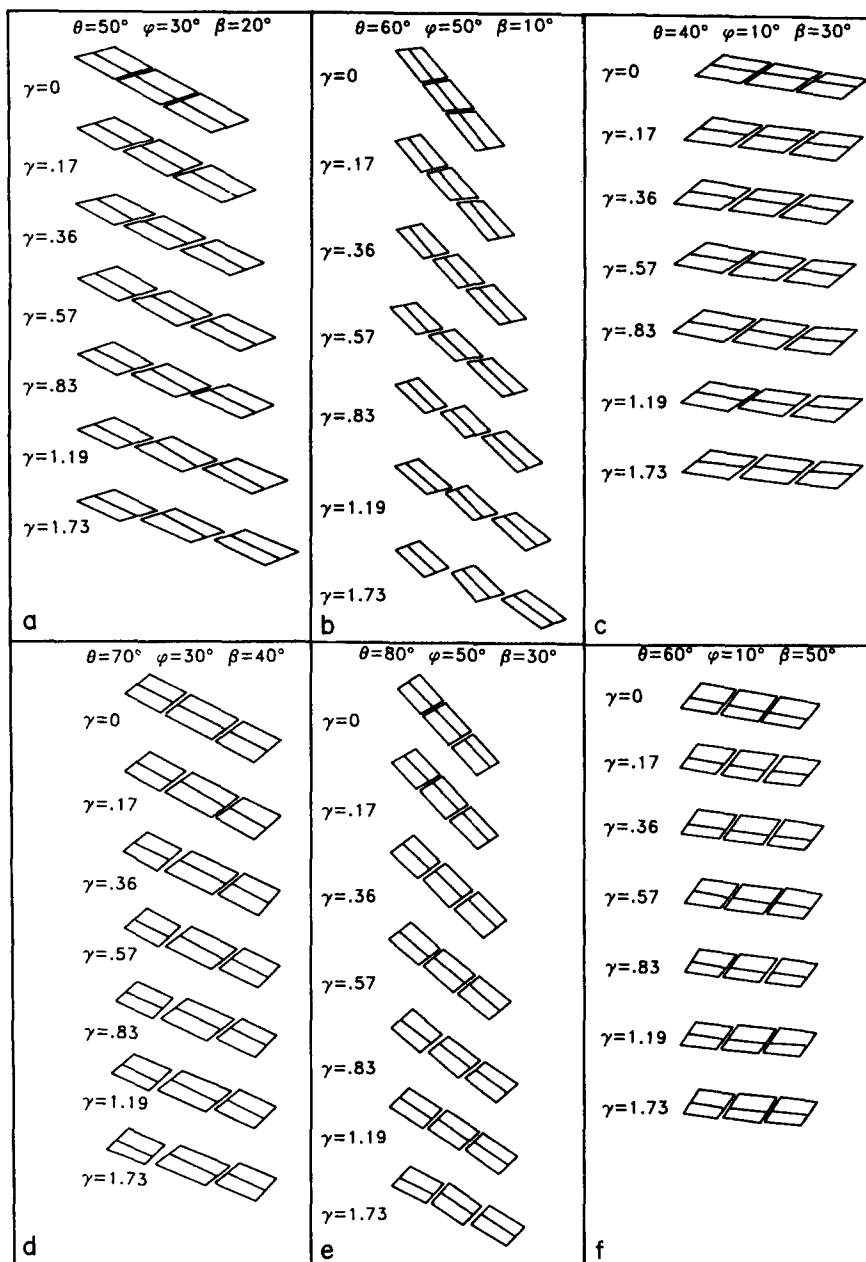 θ=50° φ=30° β=20°
γ=0
γ=.17
γ=.36
γ=.57
γ=.83
γ=1.19
γ=1.73
a
θ=60° φ=50° β=10°
γ=0
γ=.17
γ=.36
γ=.57
γ=.83
γ=1.19
γ=1.73
b
θ=40° φ=10° β=30°
γ=0
γ=.17
γ=.36
γ=.57
γ=.83
γ=1.19
γ=1.73
c
θ=70° φ=30° β=40°
γ=0
γ=.17
γ=.36
γ=.57
γ=.83
γ=1.19
γ=1.73
d
θ=80° φ=50° β=30°
γ=0
γ=.17
γ=.36
γ=.57
γ=.83
γ=1.19
γ=1.73
e
θ=60° φ=10° β=50°
γ=0
γ=.17
γ=.36
γ=.57
γ=.83
γ=1.19
γ=1.73
f